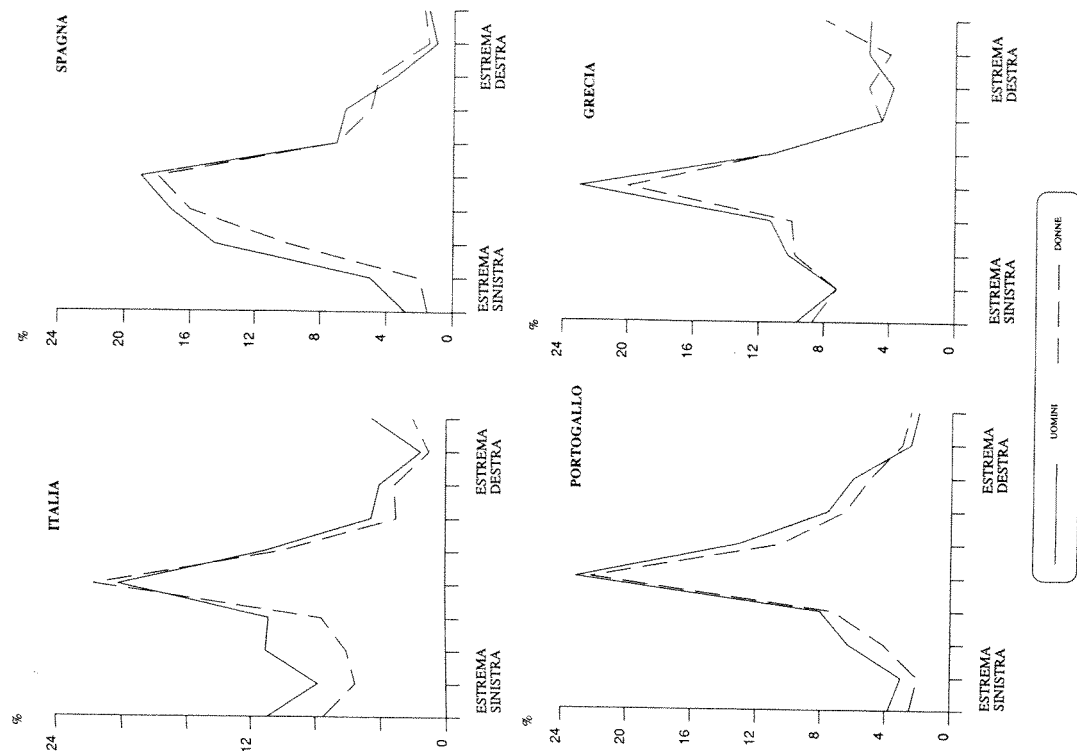 ITALIA
%
24
20
12
4
0
ESTREMA
SINISTRA
ESTREMA
DESTRA
SPAGNA
%
24
20
16
12
8
4
0
ESTREMA
SINISTRA
ESTREMA
DESTRA
PORTOGALLO
%
24
20
16
12
8
4
0
ESTREMA
SINISTRA
ESTREMA
DESTRA
GRECIA
%
24
20
16
12
8
4
0
ESTREMA
SINISTRA
ESTREMA
DESTRA
UOMINI
DONNE